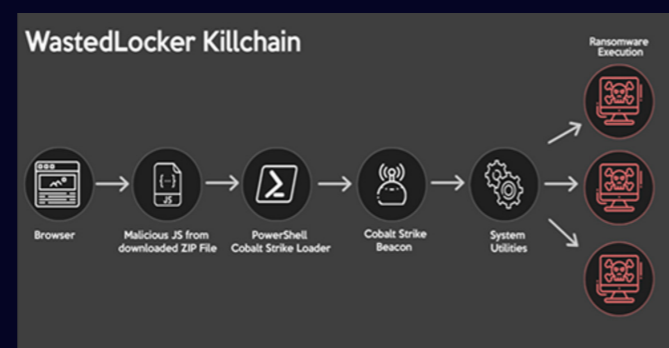 WastedLocker Killchain
Ransomware
Execution
{--}
JS
Browser
Malicious JS from
downloaded ZIP File
PowerShell
Cobalt Strike Loader
Cobalt Strike
Beacon
System
Utilities